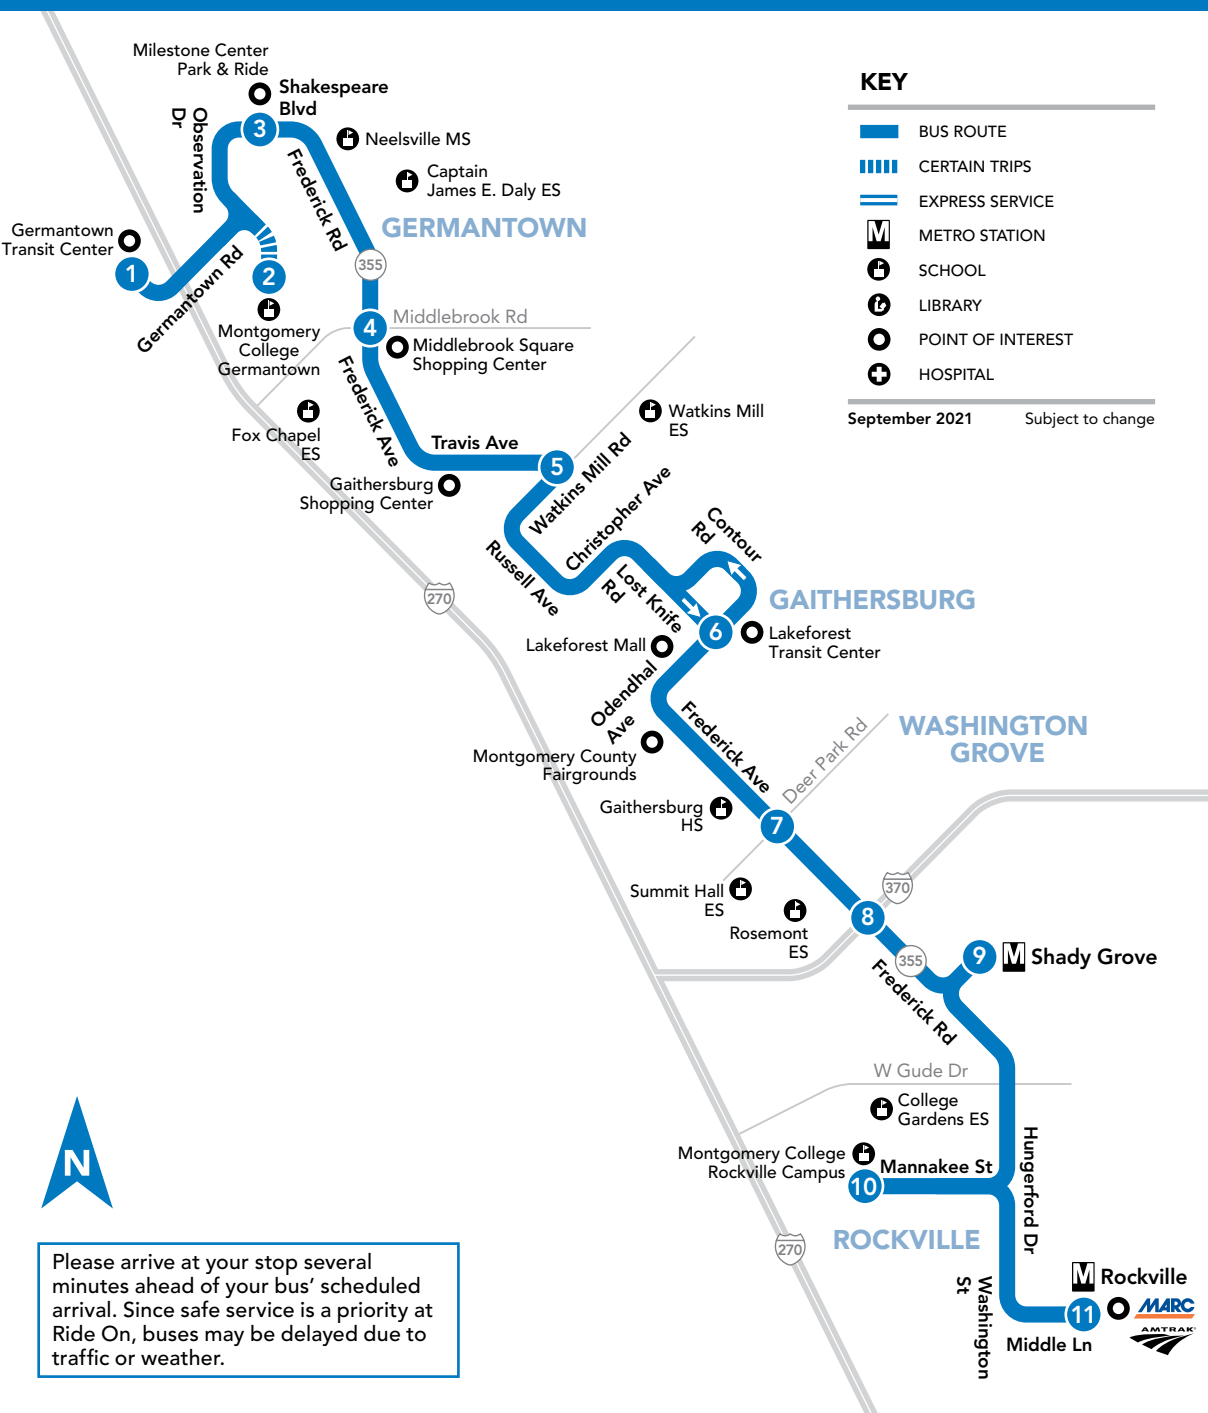 Milestone Center
Park & Ride
Shakespeare
Blvd
3
Observation
Dr
Neelsville MS
Captain
James E. Daly ES
Frederick Rd
GERMANTOWN
Germantown
Transit Center
1
Germantown Rd
2
Montgomery
College
Germantown
355
4
Middlebrook Rd
Middlebrook Square
Shopping Center
Frederick Ave
Fox Chapel
ES
Travis Ave
Gaithersburg
Shopping Center
5
Watkins Mill
ES
Watkins Mill Rd
Christopher Ave
Russell Ave
Lost Knife
Rd
Contour
Rd
270
GAITHERSBURG
6
Lakeforest
Transit Center
Lakeforest Mall
Odendhal
Ave
Montgomery County
Fairgrounds
Frederick Ave
Deer Park Rd
WASHINGTON
GROVE
Gaithersburg
HS
7
Summit Hall
ES
Rosemont
ES
370
8
355
Frederick Rd
9
M
Shady Grove
W Gude Dr
College
Gardens ES
Montgomery College
Rockville Campus
10
Mannakee St
Hungerford Dr
ROCKVILLE
270
Washington
St
M
Rockville
11
MARC
AMTRAK
Middle Ln
KEY
BUS ROUTE
CERTAIN TRIPS
EXPRESS SERVICE
M
METRO STATION
SCHOOL
LIBRARY
POINT OF INTEREST
HOSPITAL
September 2021
Subject to change
N
Please arrive at your stop several
minutes ahead of your bus’ scheduled
arrival. Since safe service is a priority at
Ride On, buses may be delayed due to
traffic or weather.